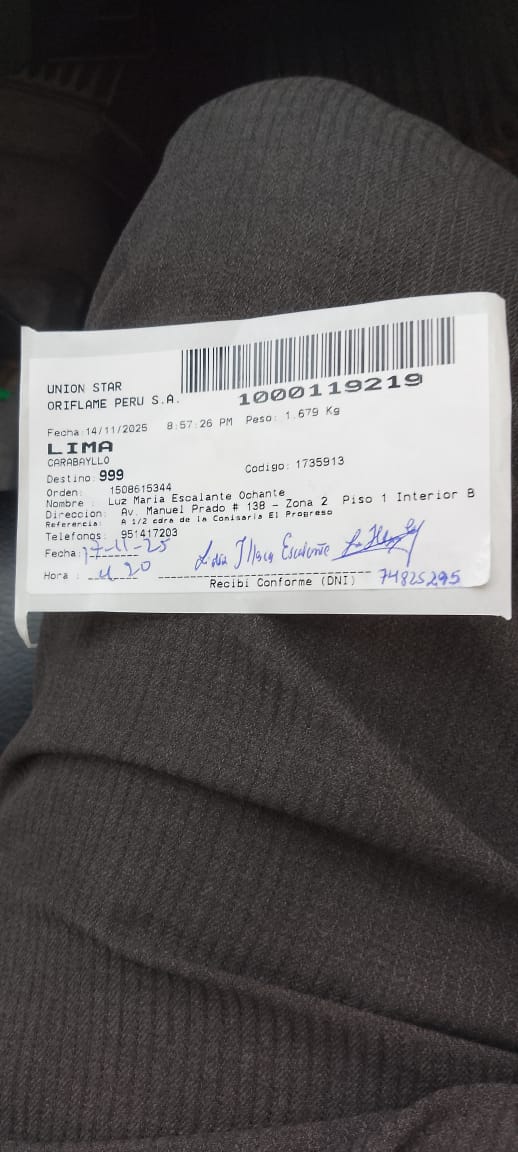 UNION STAR
ORIFLAME PERU S.A.
1000119219
Fecha:14/11/2025 8:57:26 PM Peso: 1.679 Kg
LIMA
CARABAYLLO
Destino: 999 Codigo: 1735913
Orden: 1508615344
Nombre : Luz Maria Escalante Ochante
Direccion: Av. Manuel Prado # 138 - Zona 2 Piso 1 Interior B
Referencia: A 1/2 cdra de la Comisaria El Progreso
Telefonos: 951417203
Fecha: 17-11-25 Escalante
Hora : 4 20
Recibi Conforme (DNI) 74825295